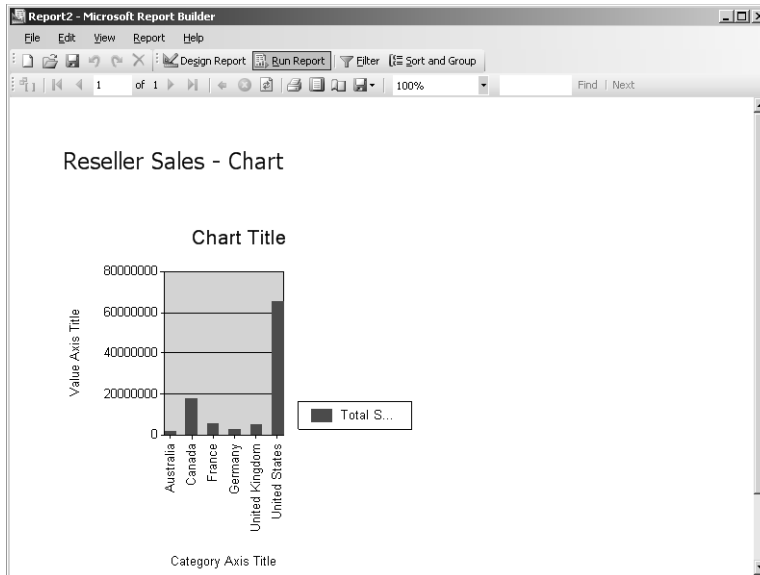 Report2 - Microsoft Report Builder
File Edit View Report Help
Design Report Run Report Filter Sort and Group
1 of 1 100% Find | Next
Reseller Sales - Chart
Chart Title
80000000
60000000
40000000
20000000
0
Value Axis Title
Total S...
Australia
Canada
France
Germany
United Kingdom
United States
Category Axis Title